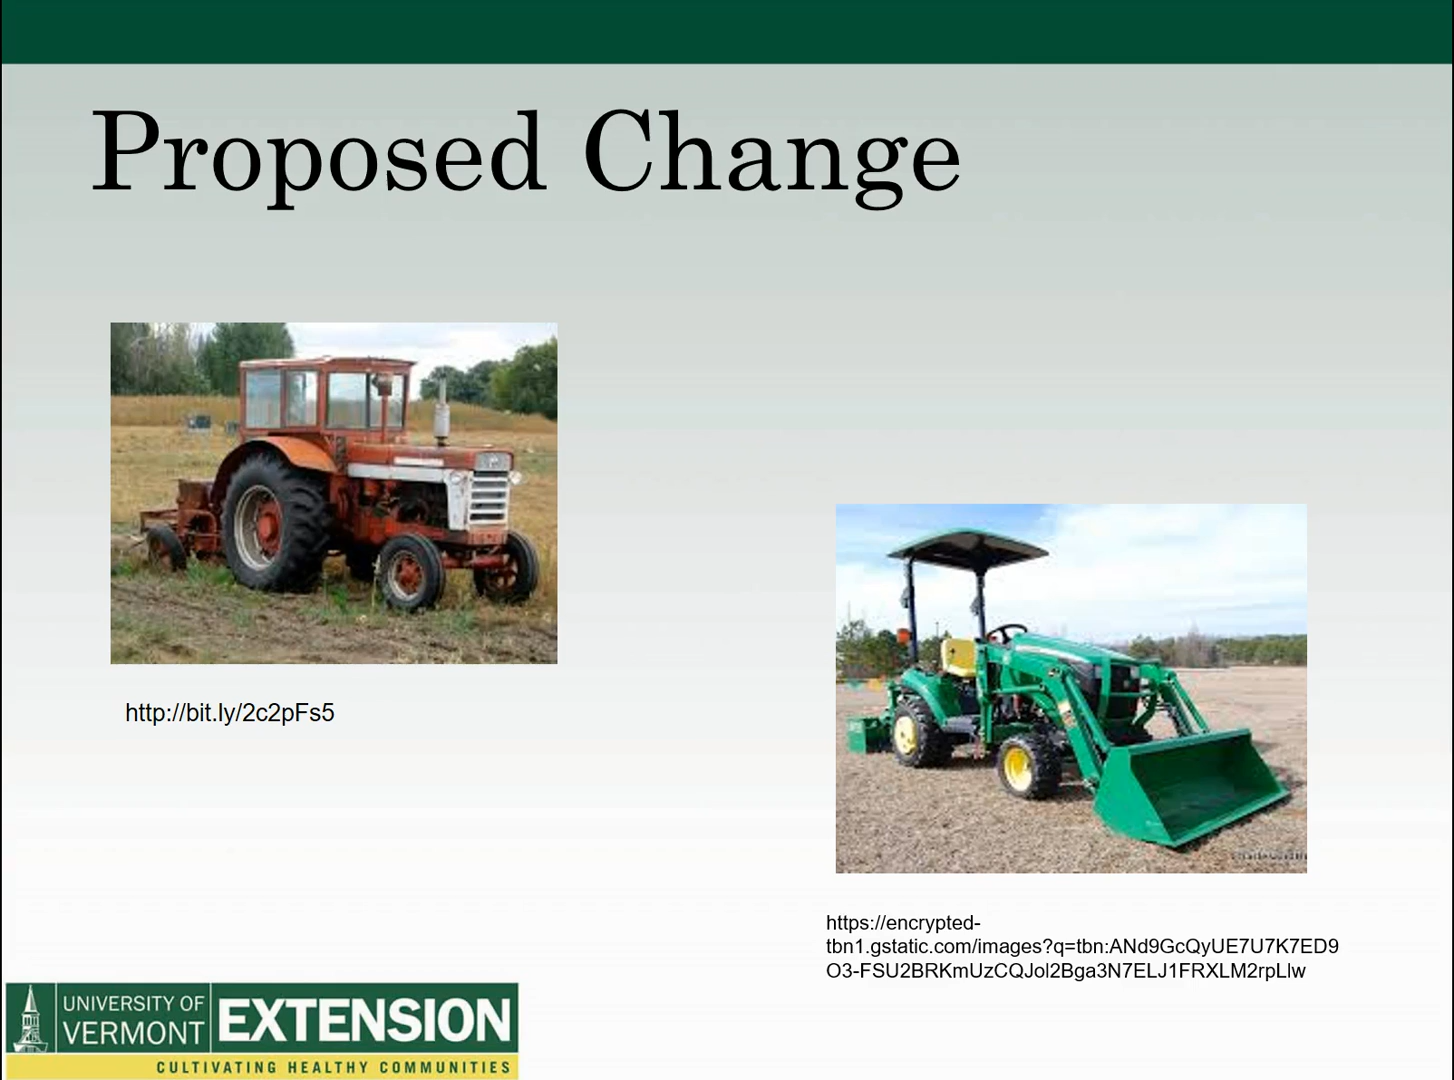 Proposed Change
http://bit.ly/2c2pFs5
https://encrypted-
tbn1.gstatic.com/images?q=tbn:ANd9GcQyUE7U7K7ED9
O3-FSU2BRKmUzCQJol2Bga3N7ELJ1FRXLM2rpLlw
UNIVERSITY OF
VERMONT
EXTENSION
CULTIVATING HEALTHY COMMUNITIES